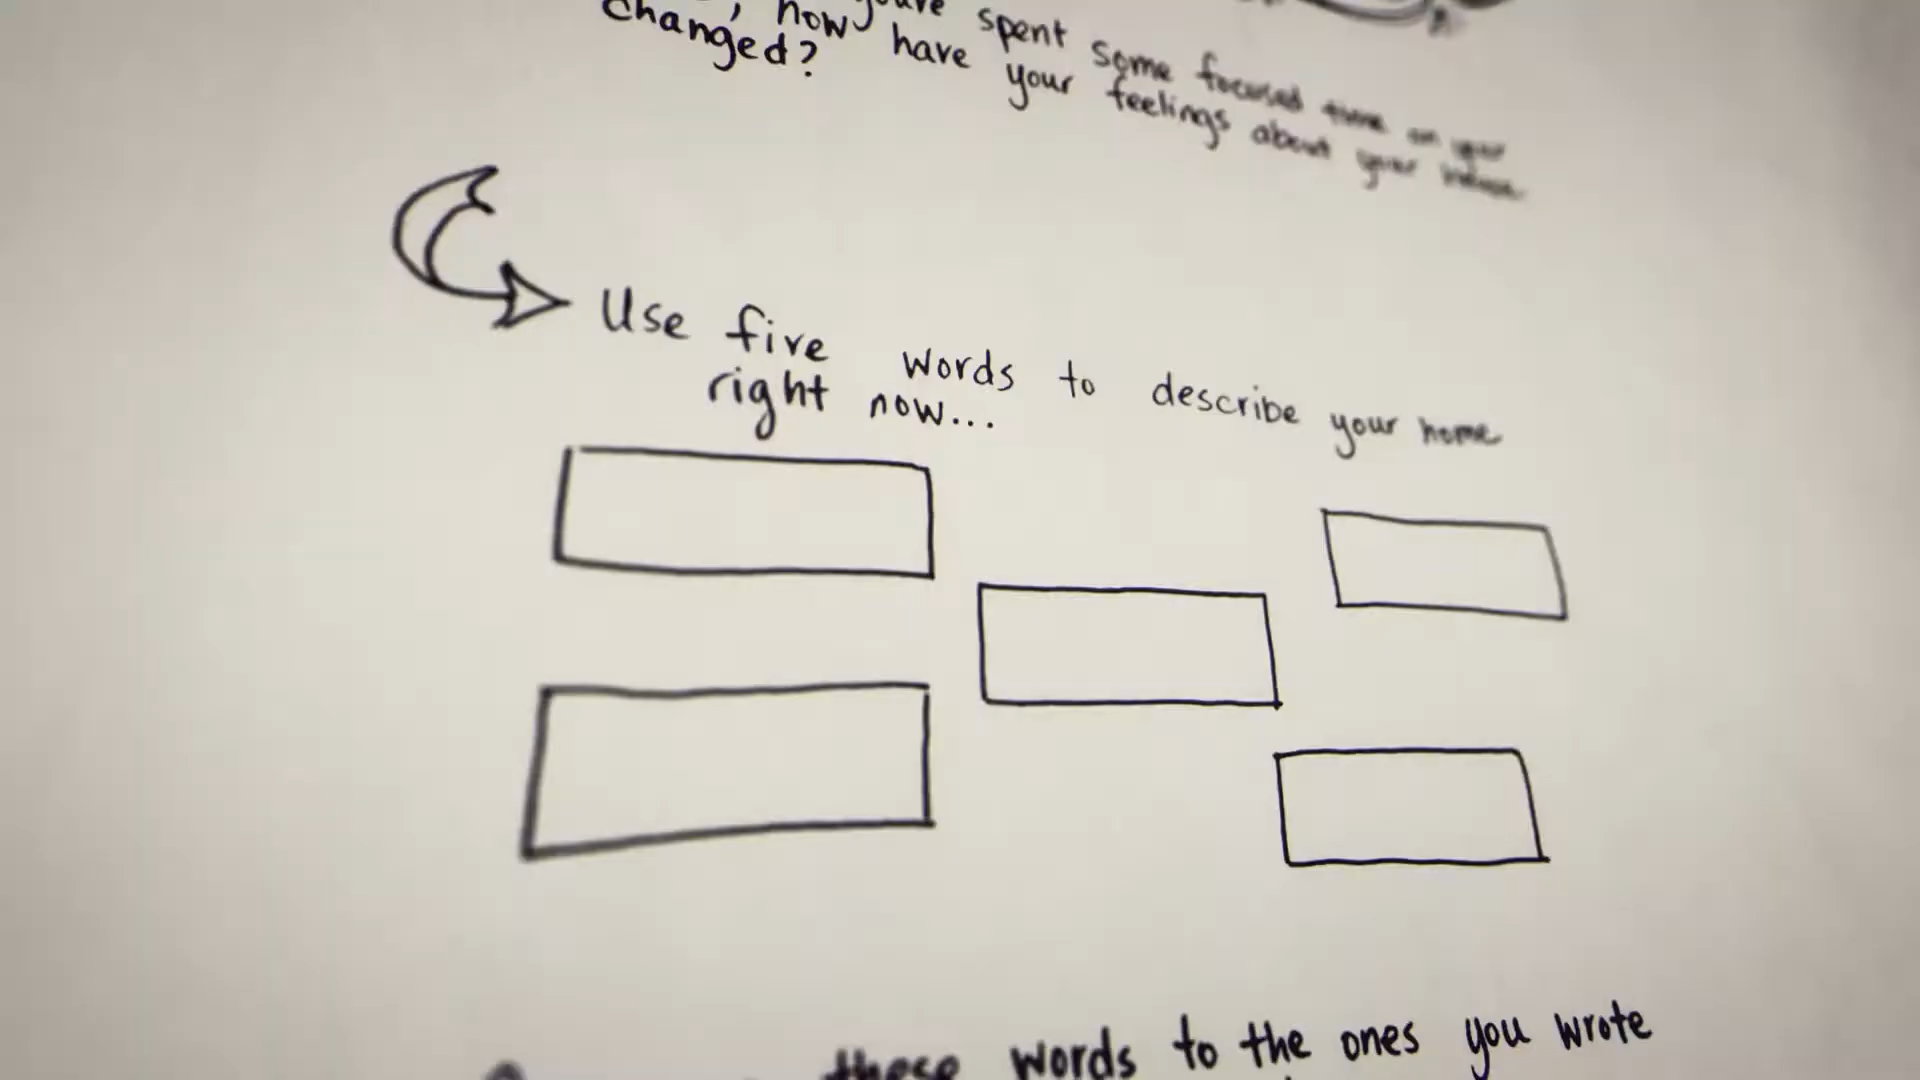 you've spent some focused time on your
, how have your feelings about your
changed?
Use five words to describe your home
right now...
these words to the ones you wrote